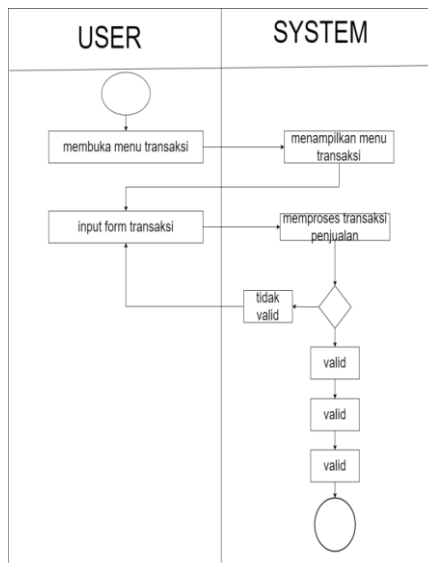 USER
SYSTEM
membuka menu transaksi
menampilkan menu
transaksi
input form transaksi
memproses transaksi
penjualan
tidak
valid
valid
valid
valid